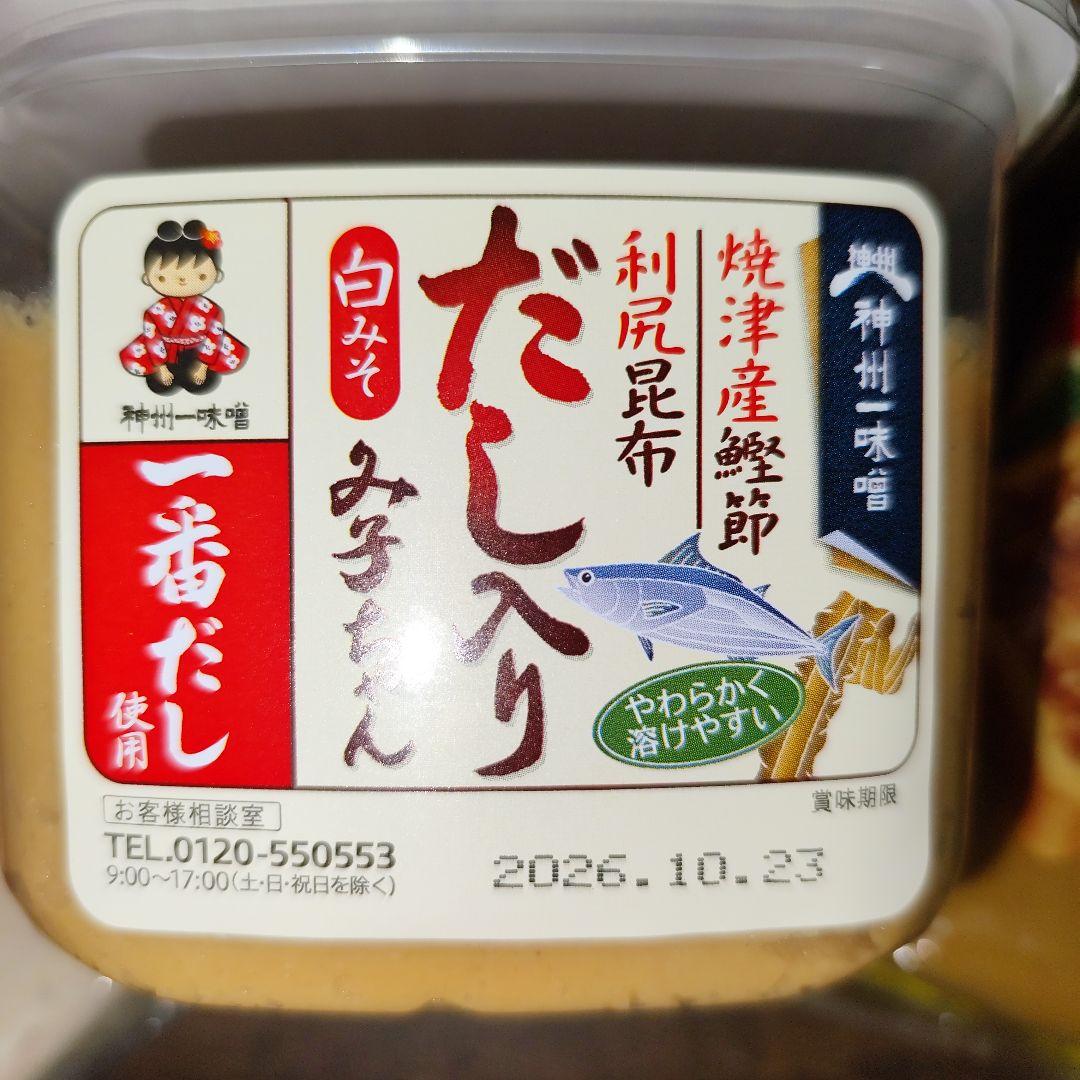 神州一味噌
一番だし
使用
白みそ
み子ちゃん
だし入り
利尻昆布
焼津産鰹節
神州
神州一味噌
やわらかく
溶けやすい
お客様相談室
TEL.0120-550553
9:00～17:00(土・日・祝日を除く)
賞味期限
2026.10.23